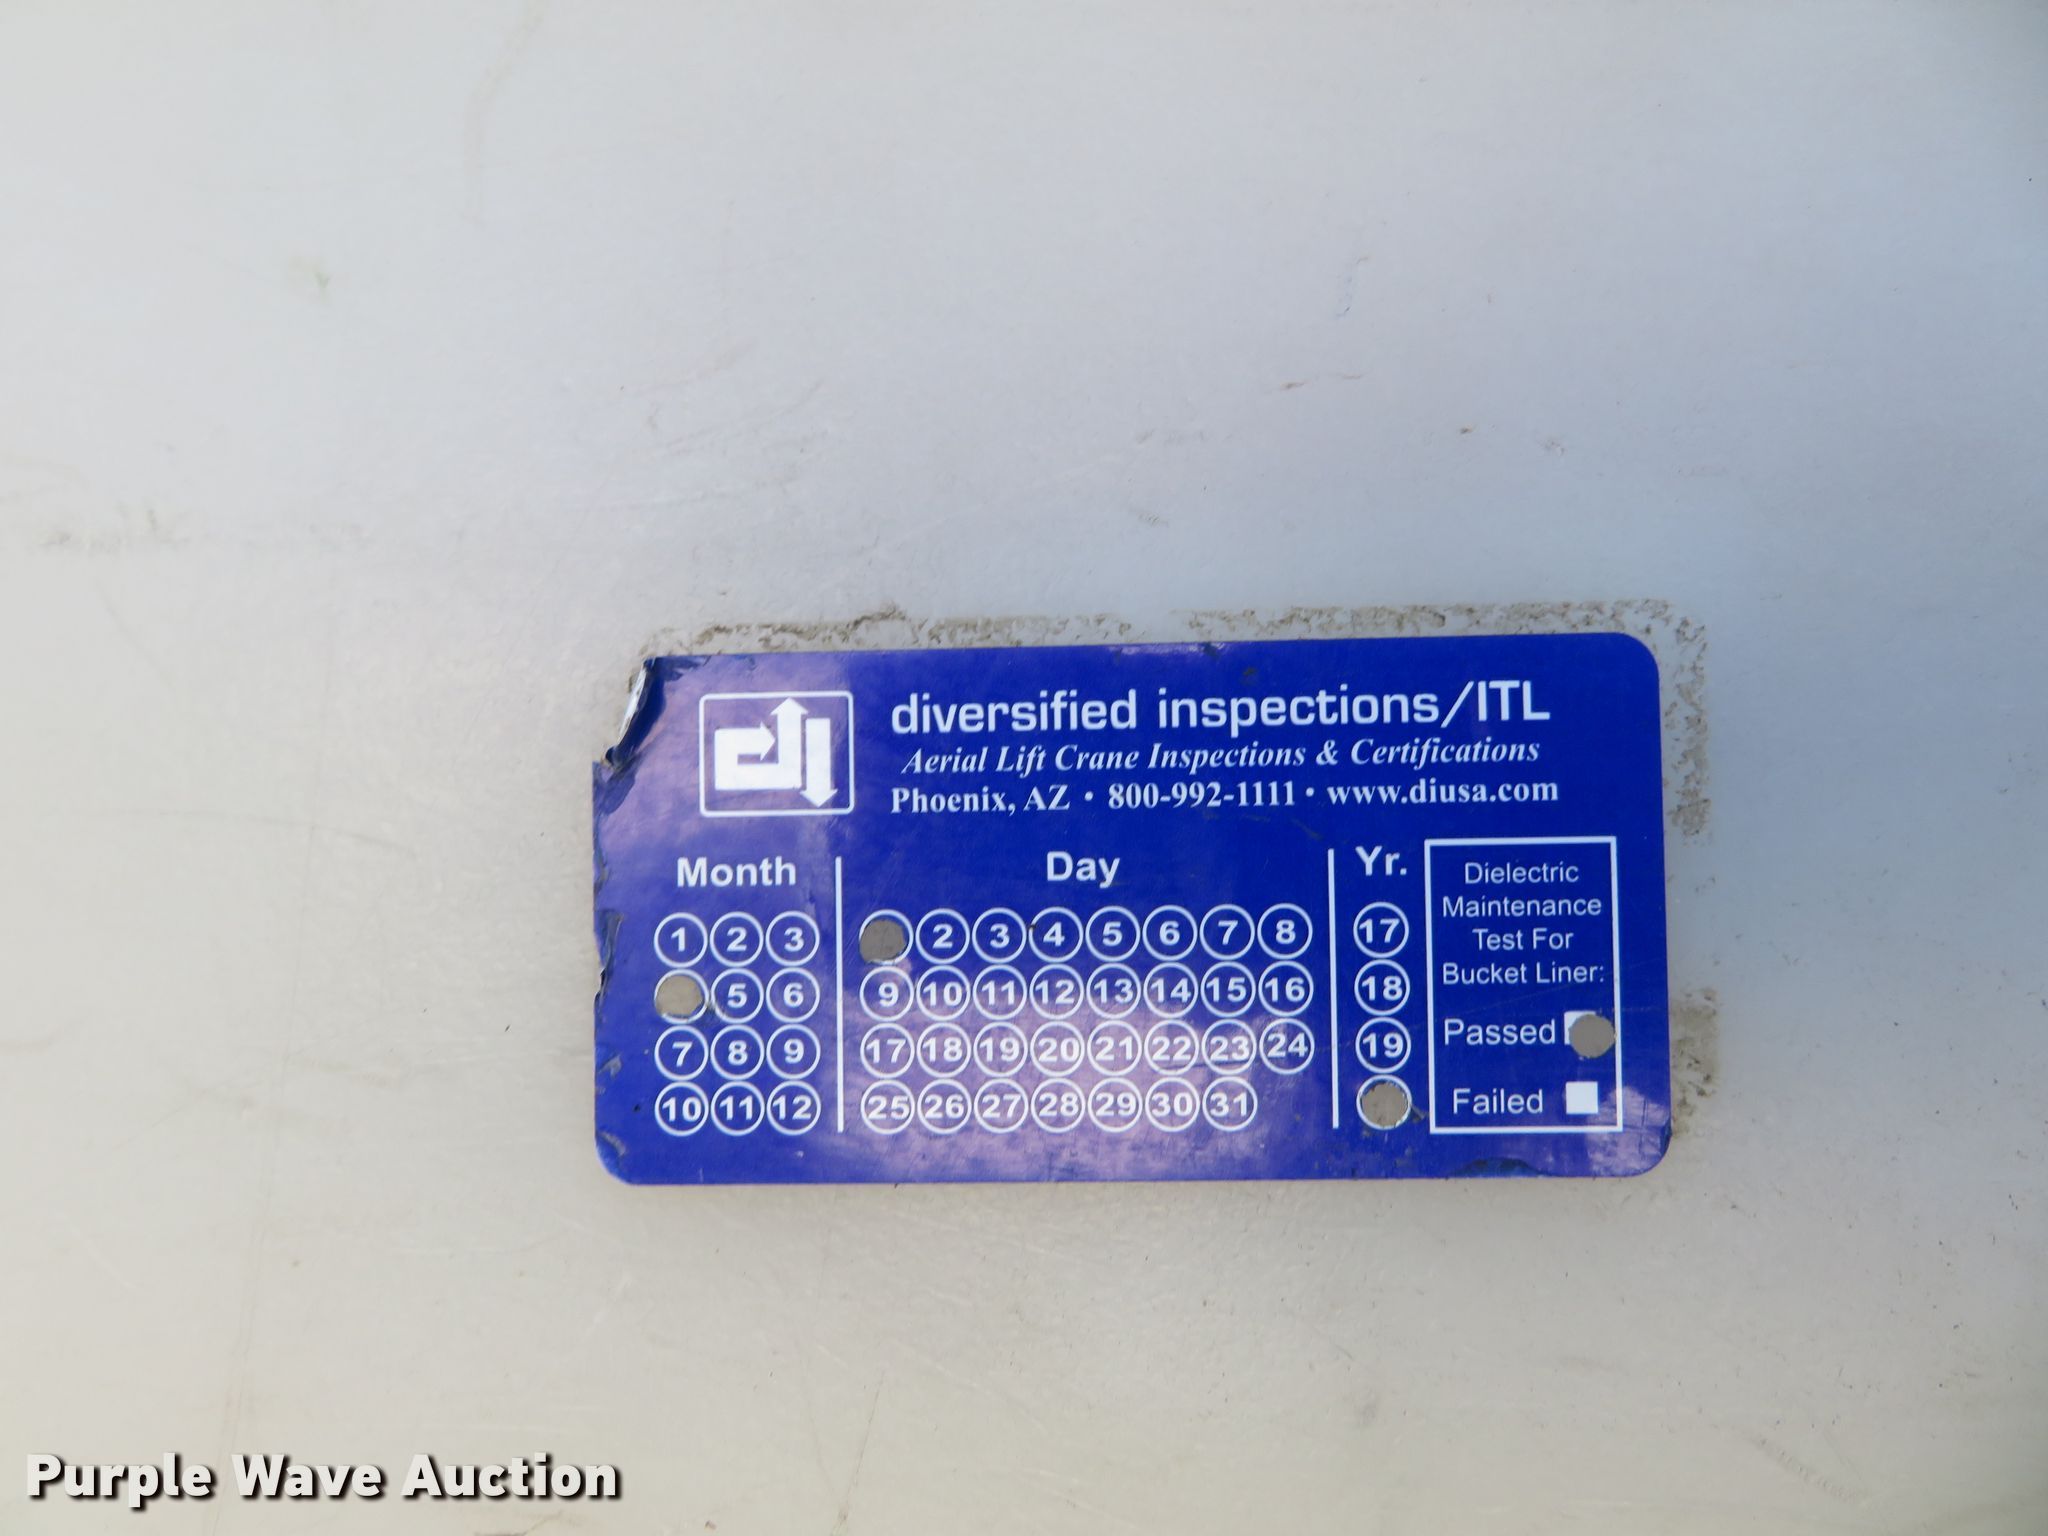 diversified inspections/ITL
Aerial Lift Crane Inspections & Certifications
Phoenix, AZ • 800-992-1111 • www.diusa.com
Month
1 2 3
5 6
7 8 9
10 11 12
Day
2 3 4 5 6 7 8
9 10 11 12 13 14 15 16
17 18 19 20 21 22 23 24
25 26 27 28 29 30 31
Yr.
17
18
19
Dielectric
Maintenance
Test For
Bucket Liner:
Passed
Failed
Purple Wave Auction